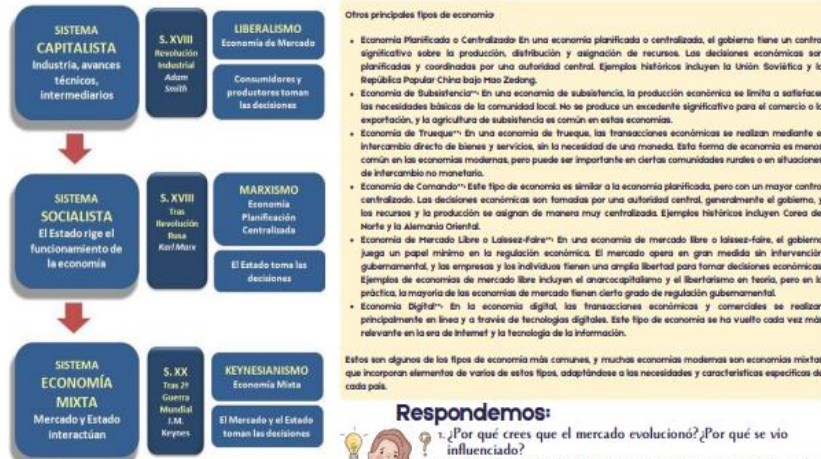 SISTEMA
CAPITALISTA
Industria, avances
técnicos,
intermediarios
S. XVIII
Revolución
Industrial
Adam
Smith
LIBERALISMO
Economía de Mercado
Consumidores y
productores toman
las decisiones
SISTEMA
SOCIALISTA
El Estado rige el
funcionamiento de
la economía
S. XVIII
Tras
Revolución
Rusa
Karl Marx
MARXISMO
Economía
Planificación
Centralizada
El Estado toma las
decisiones
SISTEMA
ECONOMÍA
MIXTA
Mercado y Estado
interactúan
S. XX
Tras 2ª
Guerra
Mundial
J.M.
Keynes
KEYNESIANISMO
Economía Mixta
El Mercado y el Estado
toman las decisiones
Otros principales tipos de economía:
• Economía Planificada o Centralizada: En una economía planificada o centralizada, el gobierno tiene un contro
significativo sobre la producción, distribución y asignación de recursos. Las decisiones económicas son
planificadas y coordinadas por una autoridad central. Ejemplos históricos incluyen la Unión Soviética y la
República Popular China bajo Mao Zedong.
• Economía de Subsistencia**: En una economía de subsistencia, la producción económica se limita a satisfacer
las necesidades básicas de la comunidad local. No se produce un excedente significativo para el comercio o la
exportación, y la agricultura de subsistencia es común en estas economías.
• Economía de Trueque**: En una economía de trueque, las transacciones económicas se realizan mediante el
intercambio directo de bienes y servicios, sin la necesidad de una moneda. Esta forma de economía es menos
común en las economías modernas, pero puede ser importante en ciertas comunidades rurales o en situaciones
de intercambio no monetario.
• Economía de Comando**: Este tipo de economía es similar a la economía planificada, pero con un mayor contro
centralizado. Las decisiones económicas son tomadas por una autoridad central, generalmente el gobierno, y
los recursos y la producción se asignan de manera muy centralizada. Ejemplos históricos incluyen Corea de
Norte y la Alemania Oriental.
• Economía de Mercado Libre o Laissez-Faire**: En una economía de mercado libre o laissez-faire, el gobierno
juega un papel mínimo en la regulación económica. El mercado opera en gran medida sin intervención
gubernamental, y las empresas y los individuos tienen una amplia libertad para tomar decisiones económicas.
Ejemplos de economías de mercado libre incluyen el anarcocapitalismo y el libertarismo en teoría, pero en la
práctica, la mayoría de las economías de mercado tienen cierto grado de regulación gubernamental.
• Economía Digital**: En la economía digital, las transacciones económicas y comerciales se realizan
principalmente en línea y a través de tecnologías digitales. Este tipo de economía se ha vuelto cada vez más
relevante en la era de Internet y la tecnología de la información.
Estos son algunos de los tipos de economía más comunes, y muchas economías modernas son economías mixtas
que incorporan elementos de varios de estos tipos, adaptándose a las necesidades y características específicas de
cada país.
Respondemos:
1. ¿Por qué crees que el mercado evolucionó? ¿Por qué se vio
influenciado?